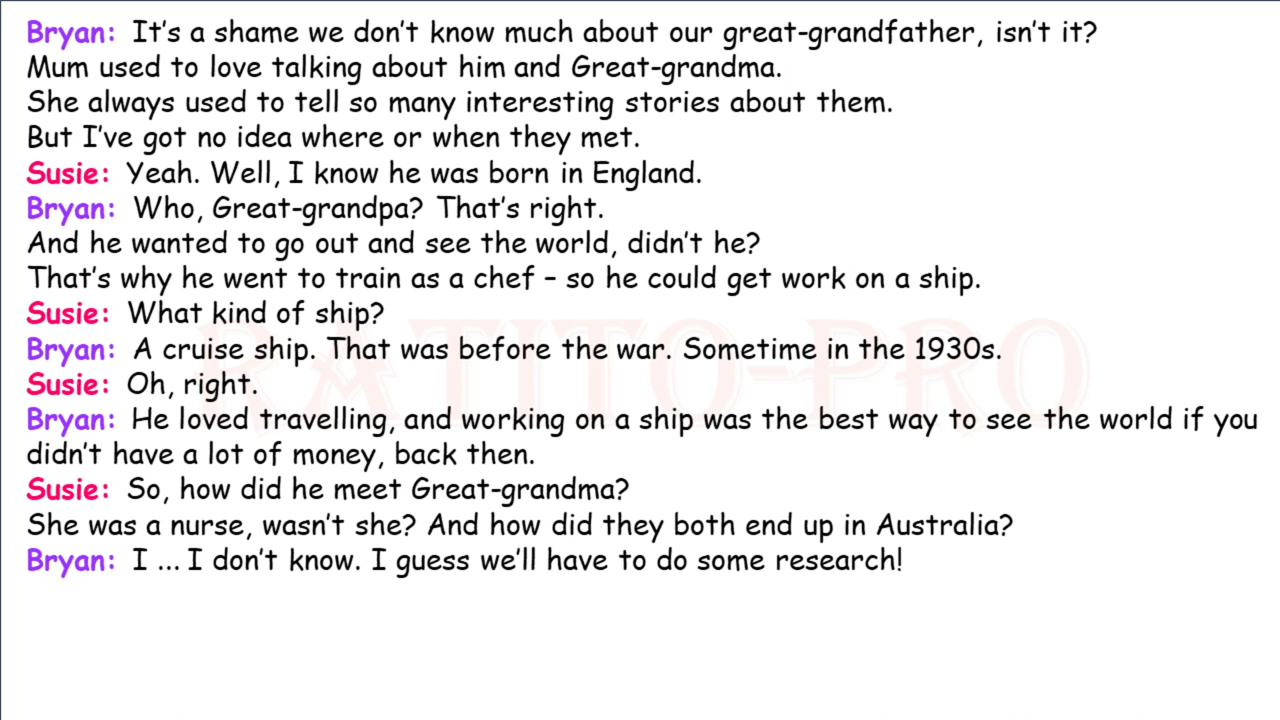 Bryan: It's a shame we don't know much about our great-grandfather, isn't it?
Mum used to love talking about him and Great-grandma.
She always used to tell so many interesting stories about them.
But I've got no idea where or when they met.
Susie: Yeah. Well, I know he was born in England.
Bryan: Who, Great-grandpa? That's right.
And he wanted to go out and see the world, didn't he?
That's why he went to train as a chef – so he could get work on a ship.
Susie: What kind of ship?
Bryan: A cruise ship. That was before the war. Sometime in the 1930s.
Susie: Oh, right.
Bryan: He loved travelling, and working on a ship was the best way to see the world if you
didn't have a lot of money, back then.
Susie: So, how did he meet Great-grandma?
She was a nurse, wasn't she? And how did they both end up in Australia?
Bryan: I ... I don't know. I guess we'll have to do some research!
RATITO-PRO